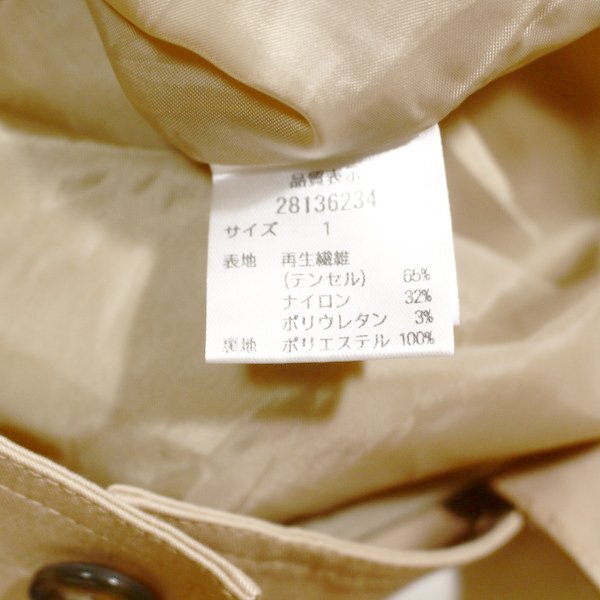 品質表示
28136234
サイズ 1
表地 再生繊維
(テンセル) 65%
ナイロン 32%
ポリウレタン 3%
裏地 ポリエステル 100%